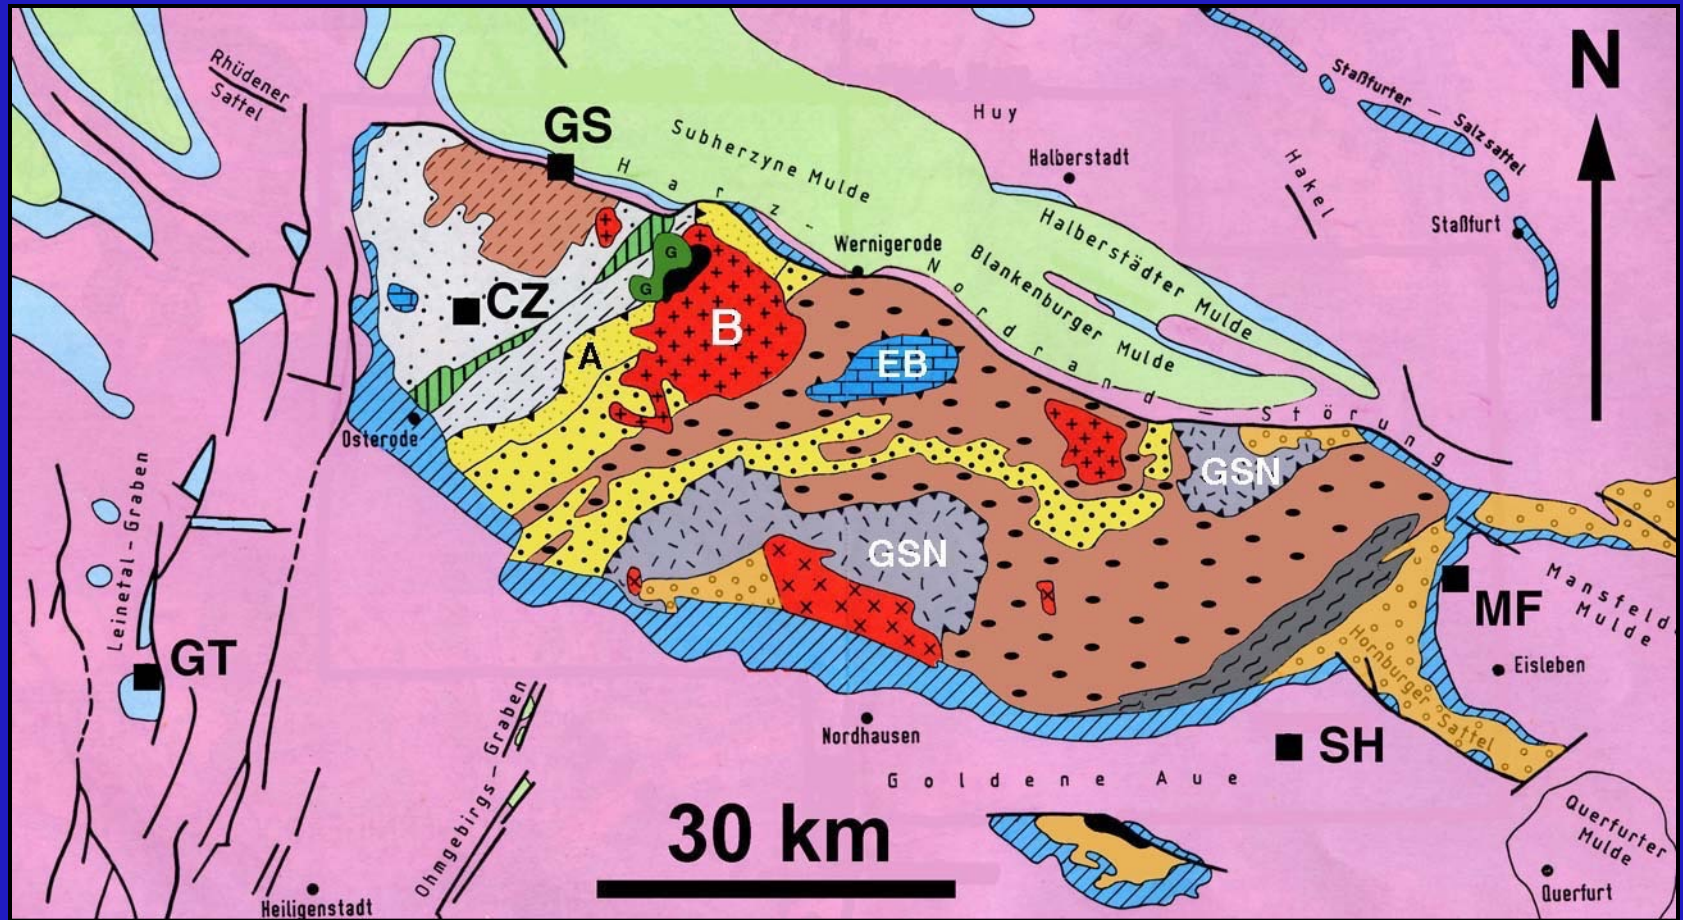 N
Rhüdener
Sattel
GS
Huy
Staßfurter – Salzsattel
Subherzyne Mulde
Halberstadt
Hakel
Harz – Nordrand – Störung
Staßfurt
Halberstädter Mulde
Wernigerode
Blankenburger Mulde
G
G
CZ
B
A
EB
Osterode
GSN
GSN
Leinetal – Graben
MF
Mansfeld
Mulde
Hornburger Sattel
Eisleben
GT
Ohmgebirgs – Graben
Nordhausen
SH
Goldene Aue
30 km
Querfurter
Mulde
Querfurt
Heiligenstadt